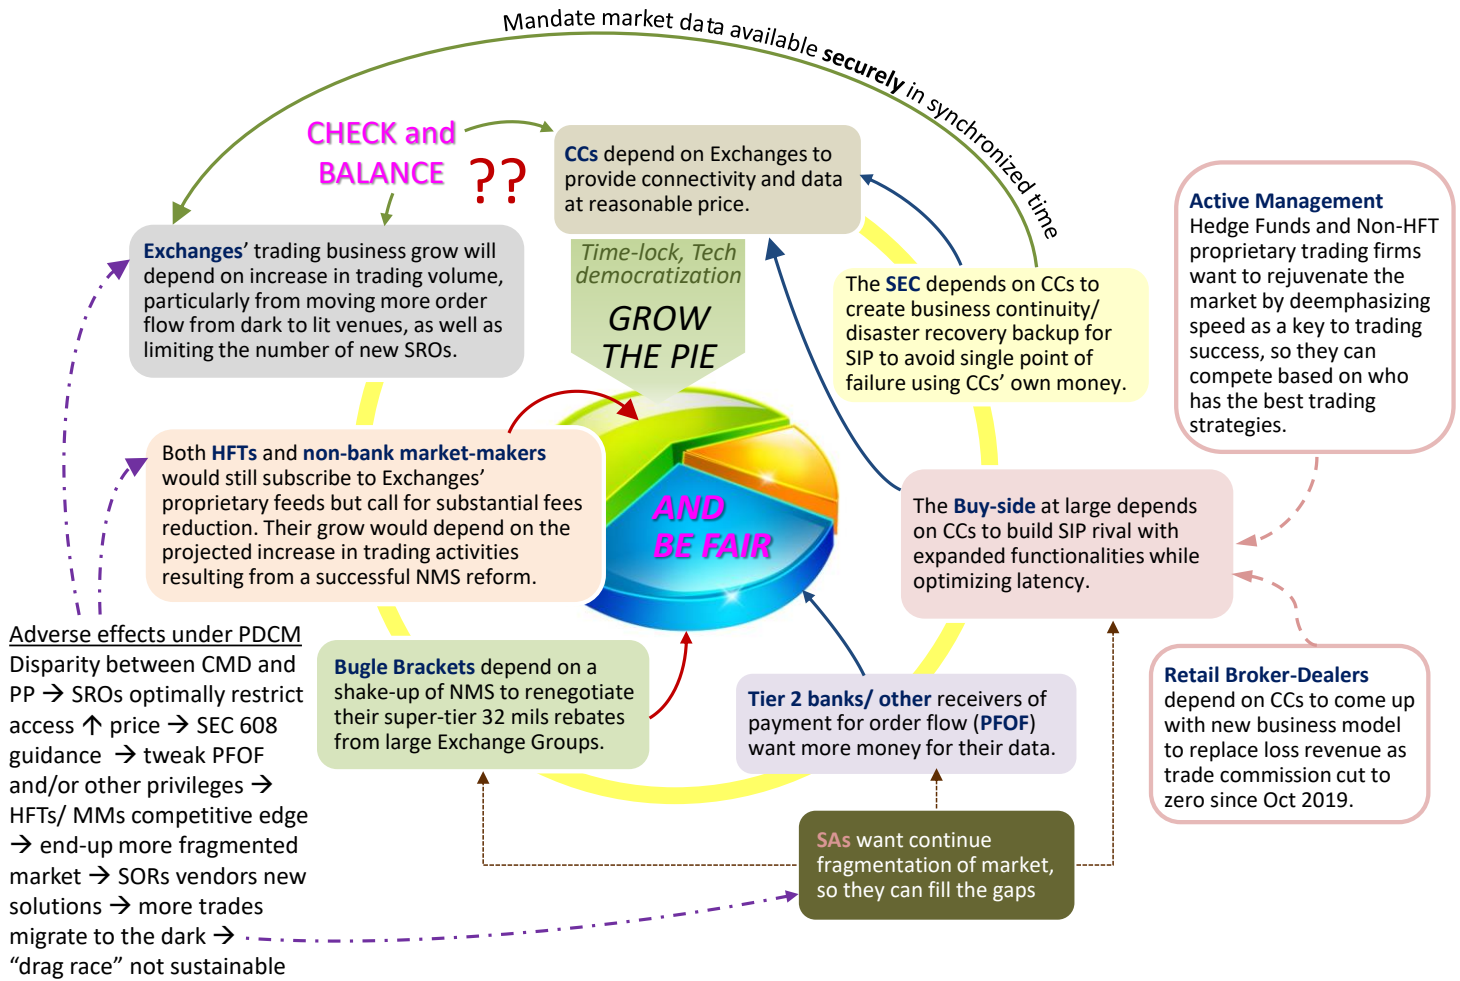 Mandate market data available securely in synchronized time
CHECK and
BALANCE
??
CCs depend on Exchanges to
provide connectivity and data
at reasonable price.
Exchanges’ trading business grow will
depend on increase in trading volume,
particularly from moving more order
flow from dark to lit venues, as well as
limiting the number of new SROs.
Time-lock, Tech
democratization
GROW
THE PIE
The SEC depends on CCs to
create business continuity/
disaster recovery backup for
SIP to avoid single point of
failure using CCs’ own money.
Active Management
Hedge Funds and Non-HFT
proprietary trading firms
want to rejuvenate the
market by deemphasizing
speed as a key to trading
success, so they can
compete based on who
has the best trading
strategies.
Both HFTs and non-bank market-makers
would still subscribe to Exchanges’
proprietary feeds but call for substantial fees
reduction. Their grow would depend on the
projected increase in trading activities
resulting from a successful NMS reform.
AND
BE FAIR
The Buy-side at large depends
on CCs to build SIP rival with
expanded functionalities while
optimizing latency.
Adverse effects under PDCM
Disparity between CMD and
PP → SROs optimally restrict
access ↑ price → SEC 608
guidance → tweak PFOF
and/or other privileges →
HFTs/ MMs competitive edge
→ end-up more fragmented
market → SORs vendors new
solutions → more trades
migrate to the dark →
“drag race” not sustainable
Bugle Brackets depend on a
shake-up of NMS to renegotiate
their super-tier 32 mils rebates
from large Exchange Groups.
Tier 2 banks/ other receivers of
payment for order flow (PFOF)
want more money for their data.
Retail Broker-Dealers
depend on CCs to come up
with new business model
to replace loss revenue as
trade commission cut to
zero since Oct 2019.
SAs want continue
fragmentation of market,
so they can fill the gaps